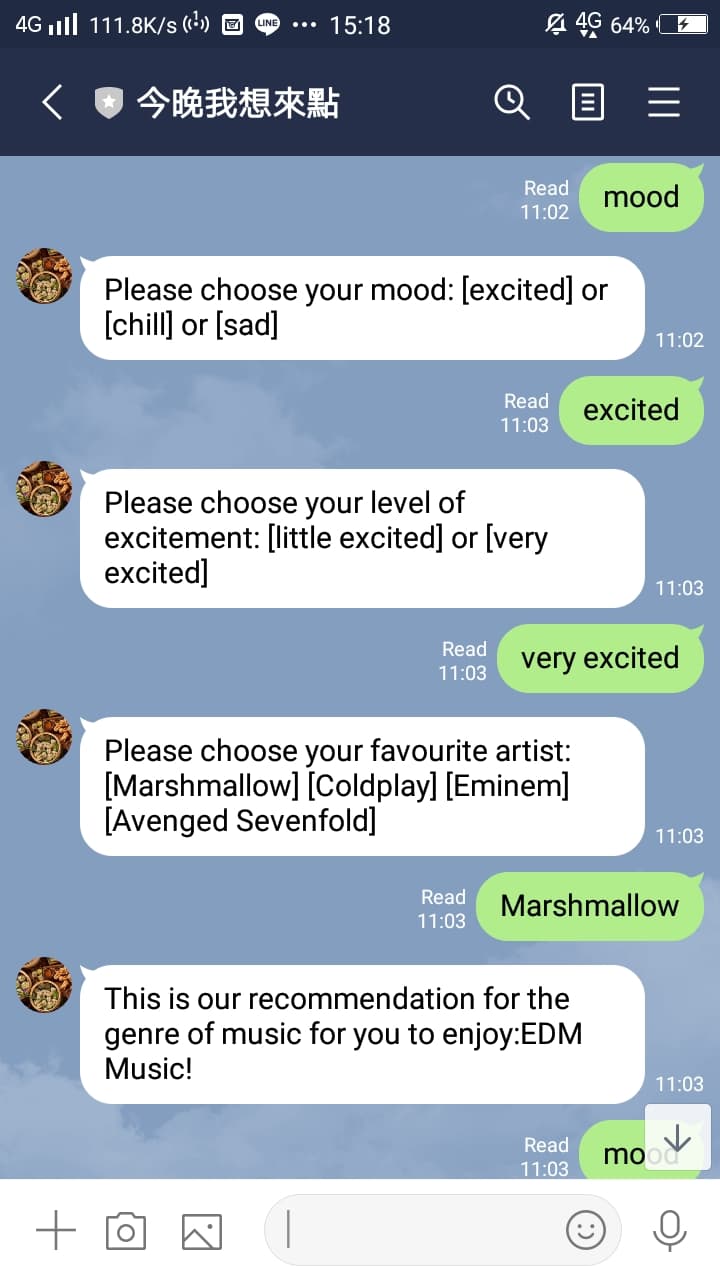 4G 111.8K/s LINE ... 15:18 4G 64%
今晚我想來點
Read
11:02
mood
Please choose your mood: [excited] or
[chill] or [sad]
11:02
Read
11:03
excited
Please choose your level of
excitement: [little excited] or [very
excited]
11:03
Read
11:03
very excited
Please choose your favourite artist:
[Marshmallow] [Coldplay] [Eminem]
[Avenged Sevenfold]
11:03
Read
11:03
Marshmallow
This is our recommendation for the
genre of music for you to enjoy:EDM
Music!
11:03
Read
11:03
mood